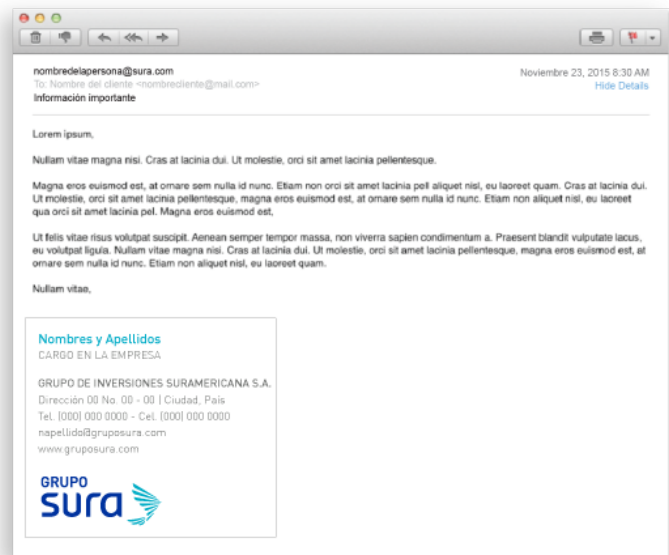 nombredelapersona@sura.com
Noviembre 23, 2015 8:30 AM
To: Nombre del cliente <nombrecliente@mail.com>
Hide Details
Información importante
Lorem ipsum,
Nullam vitae magna nisi. Cras at lacinia dui. Ut molestie, orci sit amet lacinia pellentesque.
Magna eros euismod est, at ornare sem nulla id nunc. Etiam non orci sit amet lacinia pell aliquet nisl, eu laoreet quam. Cras at lacinia dui.
Ut molestie, orci sit amet lacinia pellentesque, magna eros euismod est, at ornare sem nulla id nunc. Etiam non aliquet nisl, eu laoreet
qua orci sit amet lacinia pel. Magna eros euismod est,
Ut felis vitae risus volutpat suscipit. Aenean semper tempor massa, non viverra sapien condimentum a. Praesent blandit vulputate lacus,
eu volutpat ligula. Nullam vitae magna nisi. Cras at lacinia dui. Ut molestie, orci sit amet lacinia pellentesque, magna eros euismod est, at
ornare sem nulla id nunc. Etiam non aliquet nisl, eu laoreet quam.
Nullam vitae,
Nombres y Apellidos
CARGO EN LA EMPRESA
GRUPO DE INVERSIONES SURAMERICANA S.A.
Dirección 00 No. 00 - 00 | Ciudad, País
Tel. (000) 000 0000 - Cel. (000) 000 0000
napellido@gruposura.com
www.gruposura.com
GRUPO
sura